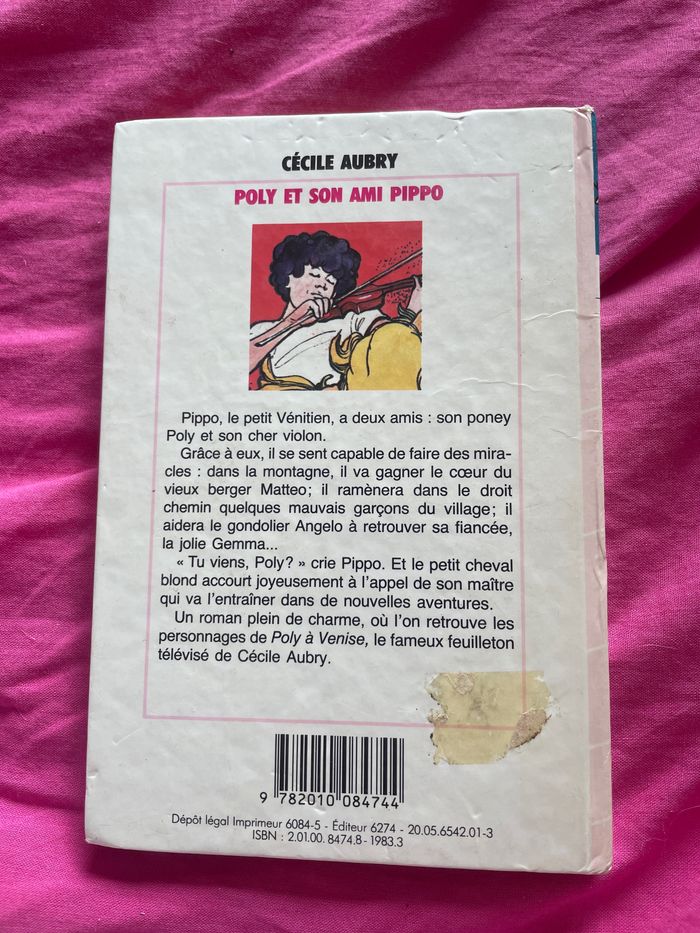 CÉCILE AUBRY
POLY ET SON AMI PIPPO
Pippo, le petit Vénitien, a deux amis : son poney
Poly et son cher violon.
Grâce à eux, il se sent capable de faire des mira-
cles : dans la montagne, il va gagner le cœur du
vieux berger Matteo; il ramènera dans le droit
chemin quelques mauvais garçons du village; il
aidera le gondolier Angelo à retrouver sa fiancée,
la jolie Gemma...
« Tu viens, Poly? » crie Pippo. Et le petit cheval
blond accourt joyeusement à l'appel de son maître
qui va l'entraîner dans de nouvelles aventures.
Un roman plein de charme, où l'on retrouve les
personnages de Poly à Venise, le fameux feuilleton
télévisé de Cécile Aubry.
9 782010 084744
Dépôt légal Imprimeur 6084-5 - Éditeur 6274 - 20.05.6542.01-3
ISBN : 2.01.00. 8474.8 - 1983.3